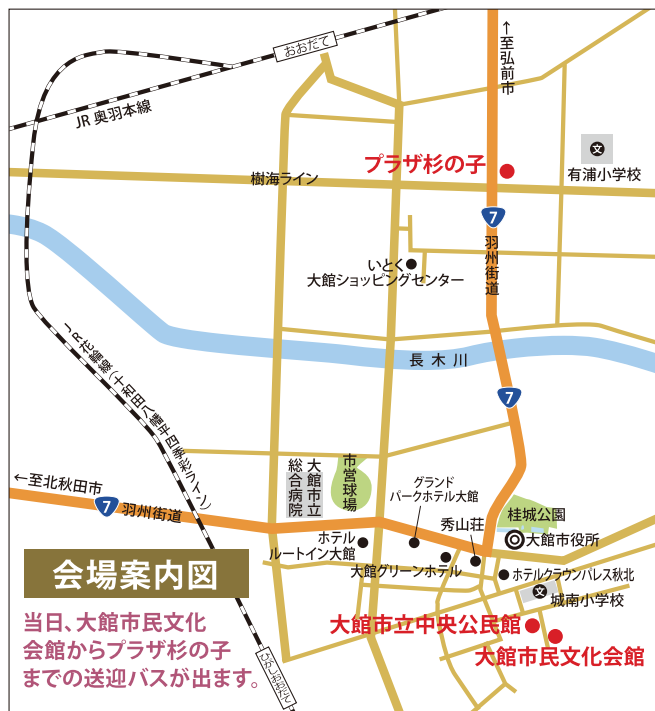 おおだて
←至弘前市
JR奥羽本線
文
プラザ杉の子
有浦小学校
樹海ライン
7
羽州街道
いとく
大館ショッピングセンター
長木川
JR花輪線(十和田八幡平四季彩ライン)
7
←至北秋田市
7
羽州街道
大館市立
総合病院
市営球場
グランド
パークホテル大館
秀山荘
桂城公園
大館市役所
ホテル
ルートイン大館
大館グリーンホテル
ホテルクラウンパレス秋北
文
城南小学校
会場案内図
大館市立中央公民館
大館市民文化会館
当日、大館市民文化
会館からプラザ杉の子
までの送迎バスが出ます。
ひがしおおだて